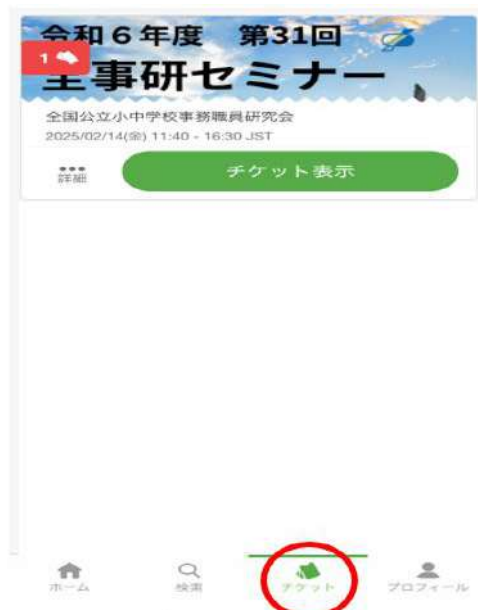 令和６年度　第31回
1
全事研セミナー
全国公立小中学校事務職員研究会
2025/02/14(金) 11:40 - 16:30 JST
詳細
チケット表示
ホーム
検索
チケット
プロフィール